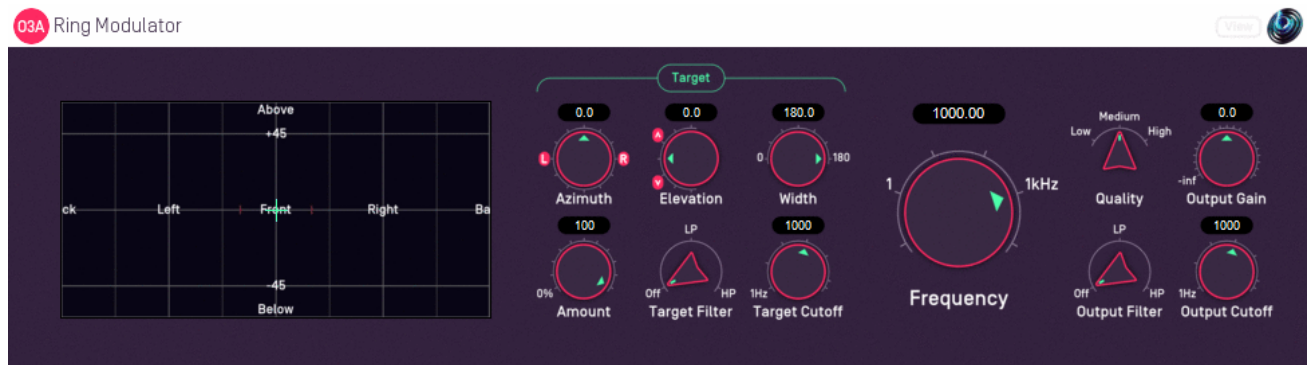 O3A Ring Modulator
View
Above
+45
ck Left Front Right Ba
-45
Below
Target
0.0 0.0 180.0
L R
A
Y
0 180
Azimuth Elevation Width
100 1000
LP
0% Off HP 1Hz
Amount Target Filter Target Cutoff
1000.00
1 1kHz
Frequency
Medium
Low High
Quality
0.0
-inf
Output Gain
LP
Off HP
Output Filter
1000
1Hz
Output Cutoff